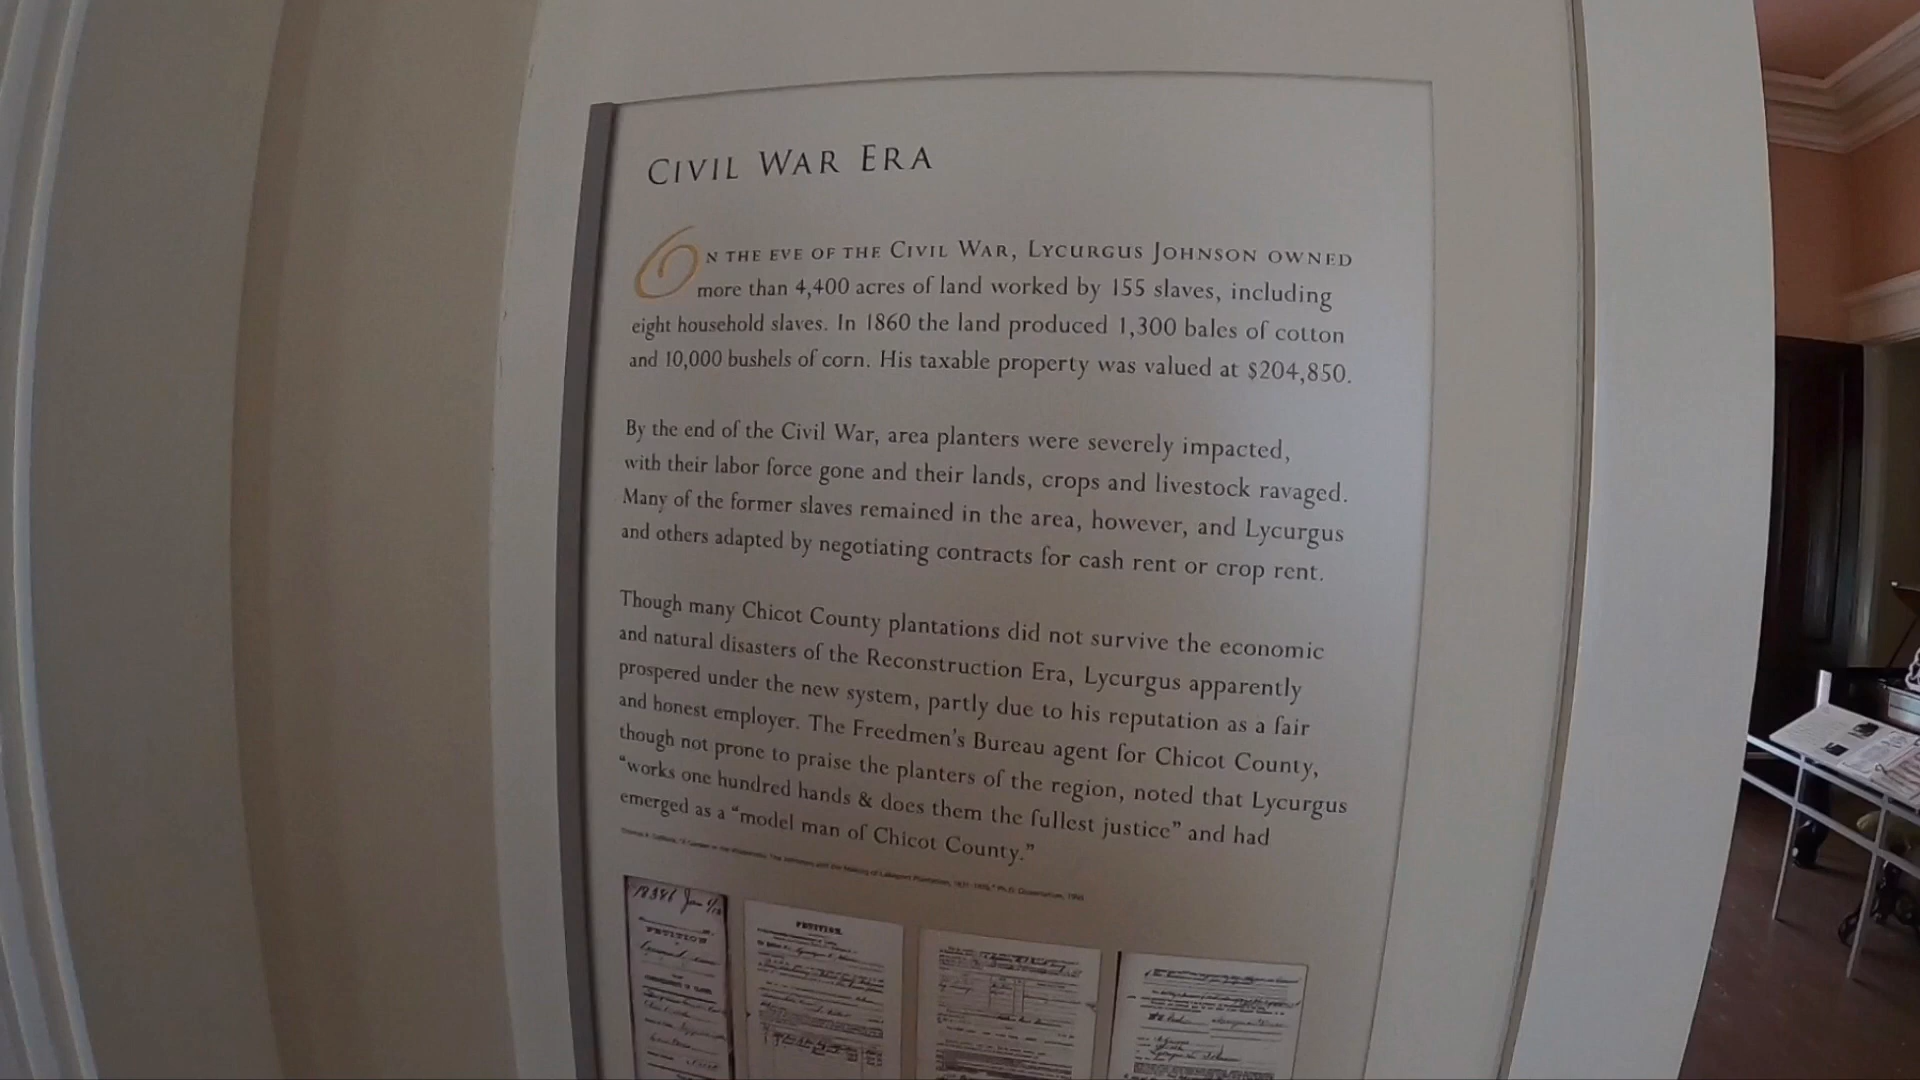 CIVIL WAR ERA
ON THE EVE OF THE CIVIL WAR, LYCURGUS JOHNSON OWNED
more than 4,400 acres of land worked by 155 slaves, including
eight household slaves. In 1860 the land produced 1,300 bales of cotton
and 10,000 bushels of corn. His taxable property was valued at $204,850.
By the end of the Civil War, area planters were severely impacted,
with their labor force gone and their lands, crops and livestock ravaged.
Many of the former slaves remained in the area, however, and Lycurgus
and others adapted by negotiating contracts for cash rent or crop rent.
Though many Chicot County plantations did not survive the economic
and natural disasters of the Reconstruction Era, Lycurgus apparently
prospered under the new system, partly due to his reputation as a fair
and honest employer. The Freedmen's Bureau agent for Chicot County,
though not prone to praise the planters of the region, noted that Lycurgus
"works one hundred hands & does them the fullest justice" and had
emerged as a "model man of Chicot County."
PETITION
PETITION.